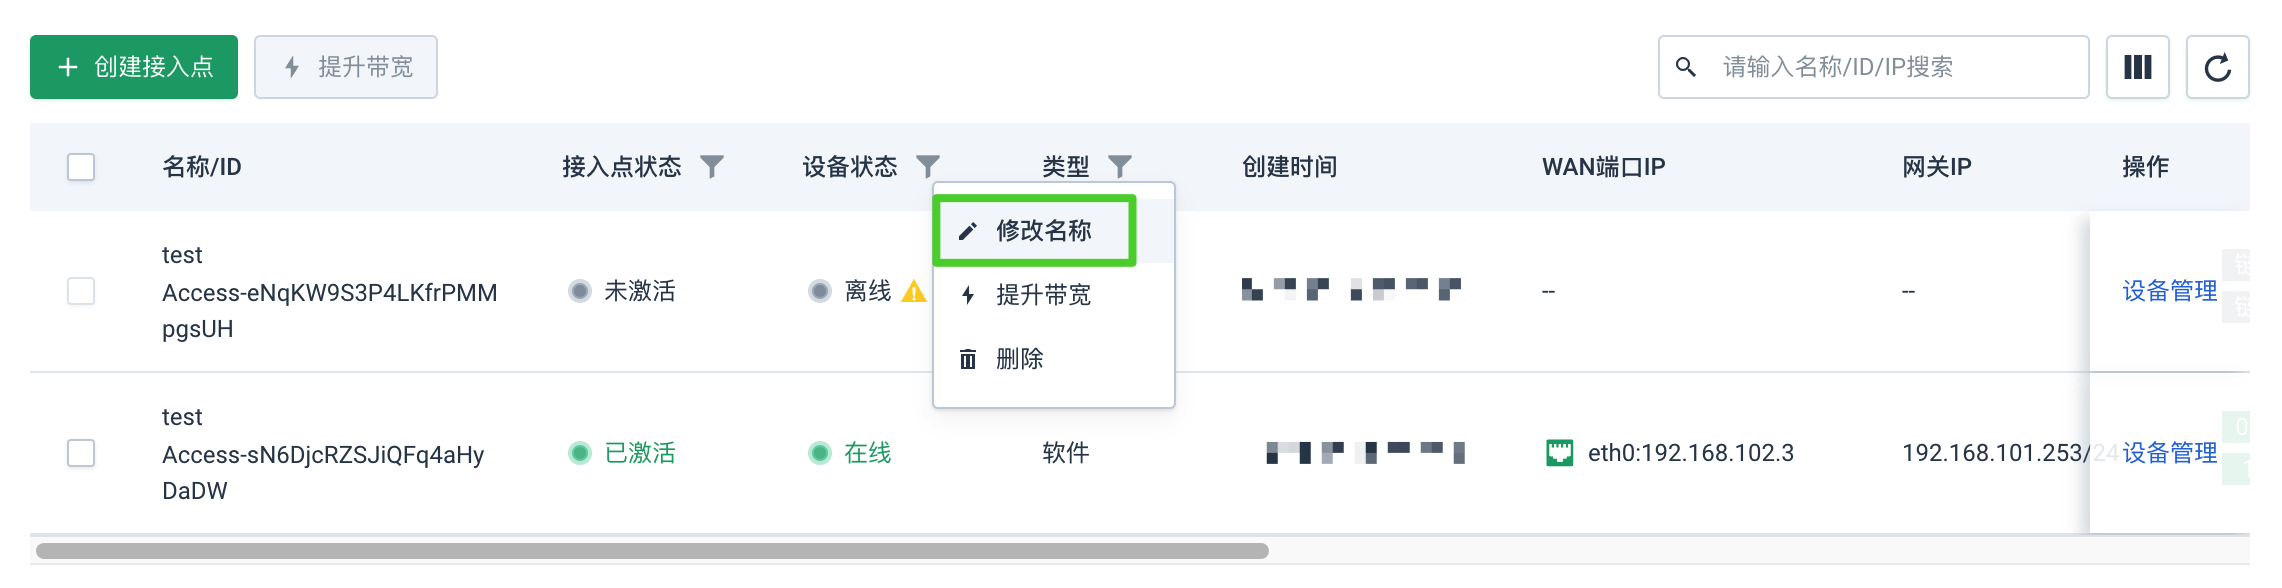 创建接入点 提升带宽 请输入名称/ID/IP搜索
名称/ID 接入点状态 设备状态 类型 创建时间 WAN端口IP 网关IP 操作
修改名称
提升带宽
删除
test
Access-eNqKW9S3P4LKfrPMM
pgsUH
未激活 离线 -- -- 设备管理
test
Access-sN6DjcRZSJiQFq4aHy
DaDW
已激活 在线 软件 eth0:192.168.102.3 192.168.101.253/24 设备管理